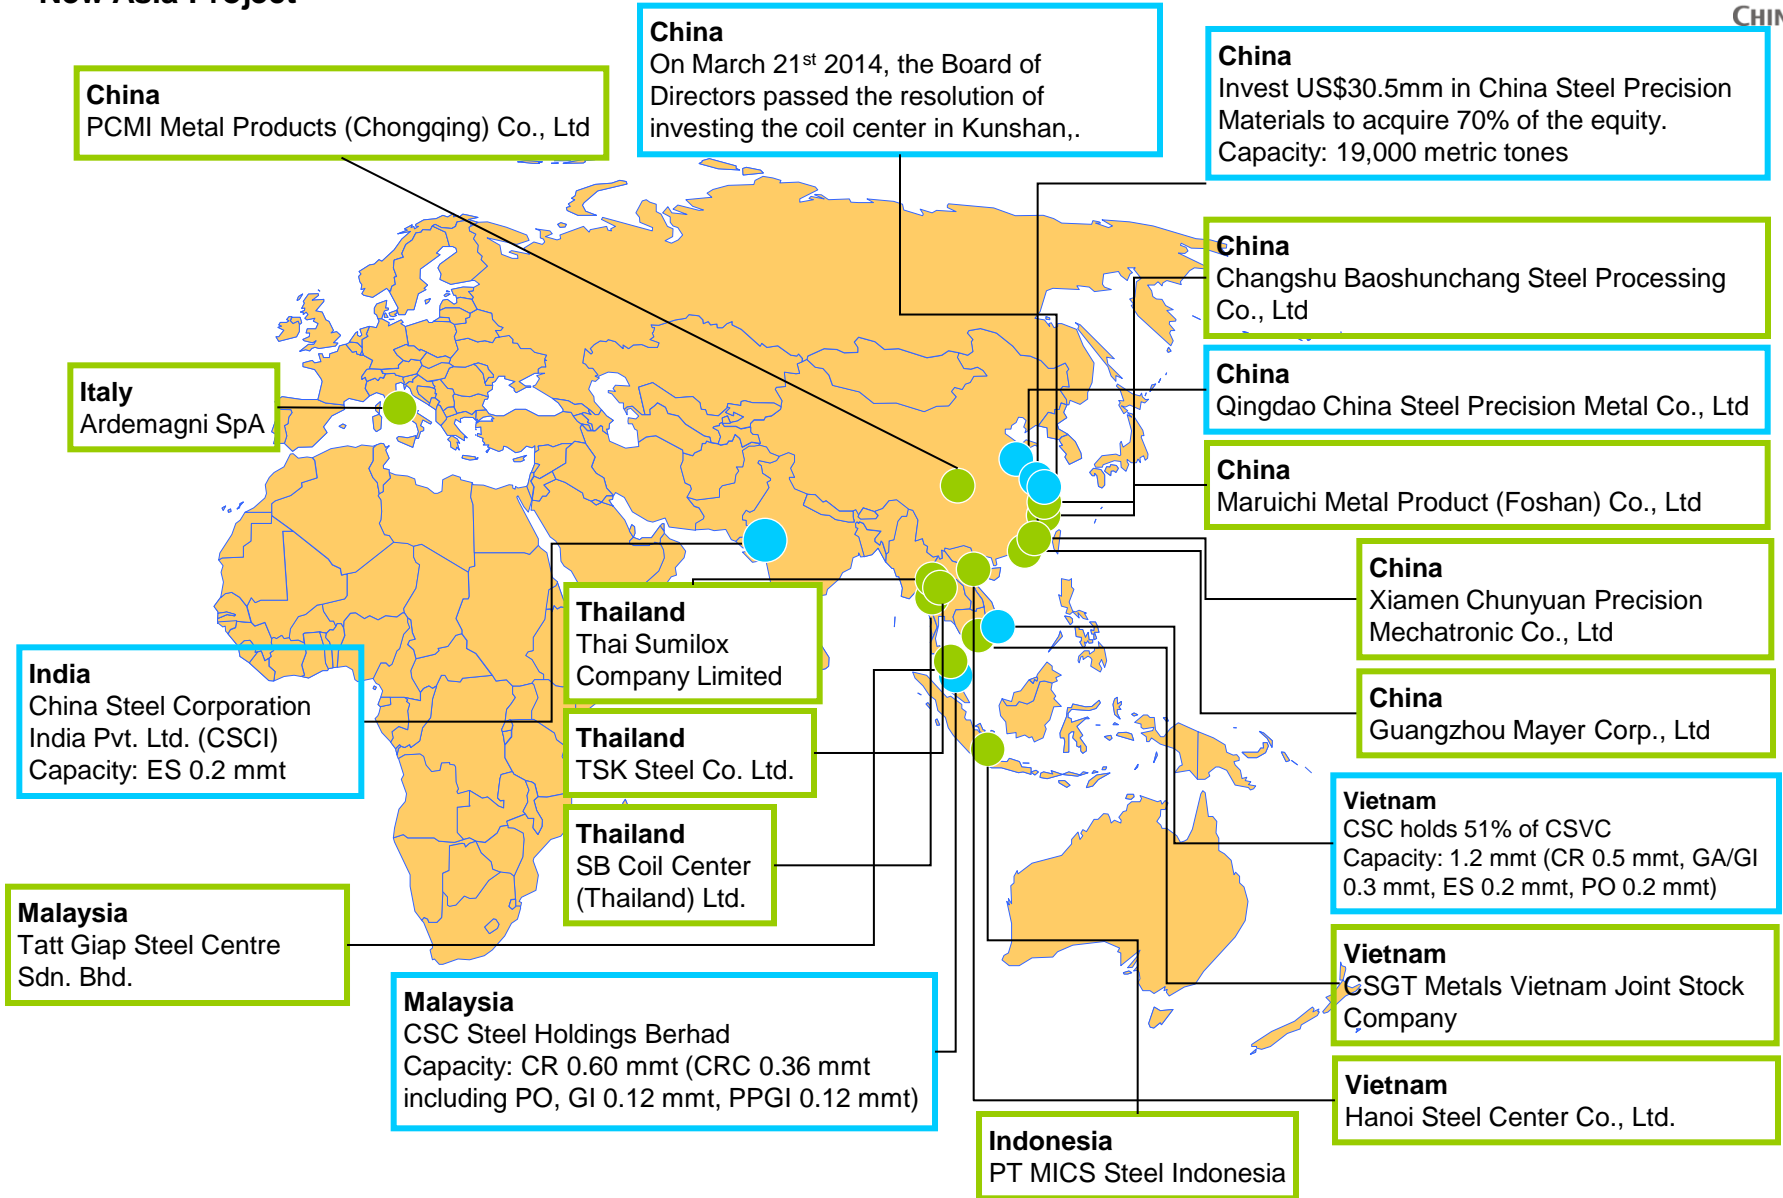 New Asia Project
CHIN
China
On March 21st 2014, the Board of
Directors passed the resolution of
investing the coil center in Kunshan,.
China
Invest US$30.5mm in China Steel Precision
Materials to acquire 70% of the equity.
Capacity: 19,000 metric tones
China
PCMI Metal Products (Chongqing) Co., Ltd
China
Changshu Baoshunchang Steel Processing
Co., Ltd
Italy
Ardemagni SpA
China
Qingdao China Steel Precision Metal Co., Ltd
China
Maruichi Metal Product (Foshan) Co., Ltd
China
Xiamen Chunyuan Precision
Mechatronic Co., Ltd
Thailand
Thai Sumilox
Company Limited
India
China Steel Corporation
India Pvt. Ltd. (CSCI)
Capacity: ES 0.2 mmt
China
Guangzhou Mayer Corp., Ltd
Thailand
TSK Steel Co. Ltd.
Vietnam
CSC holds 51% of CSVC
Capacity: 1.2 mmt (CR 0.5 mmt, GA/GI
0.3 mmt, ES 0.2 mmt, PO 0.2 mmt)
Thailand
SB Coil Center
(Thailand) Ltd.
Malaysia
Tatt Giap Steel Centre
Sdn. Bhd.
Vietnam
CSGT Metals Vietnam Joint Stock
Company
Malaysia
CSC Steel Holdings Berhad
Capacity: CR 0.60 mmt (CRC 0.36 mmt
including PO, GI 0.12 mmt, PPGI 0.12 mmt)
Vietnam
Hanoi Steel Center Co., Ltd.
Indonesia
PT MICS Steel Indonesia